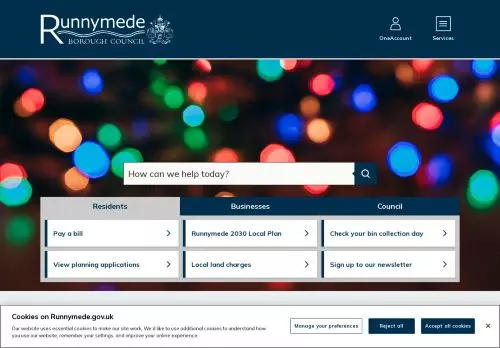 Runnymede
BOROUGH COUNCIL
OneAccount
Services
How can we help today?
Residents
Businesses
Council
Pay a bill
Runnymede 2030 Local Plan
Check your bin collection day
View planning applications
Local land charges
Sign up to our newsletter
Cookies on Runnymede.gov.uk
Our website uses essential cookies to make our site work. We'd like to use additional cookies to understand how
you use our website, remember your settings, and improve your online experience.
Manage your preferences
Reject all
Accept all cookies